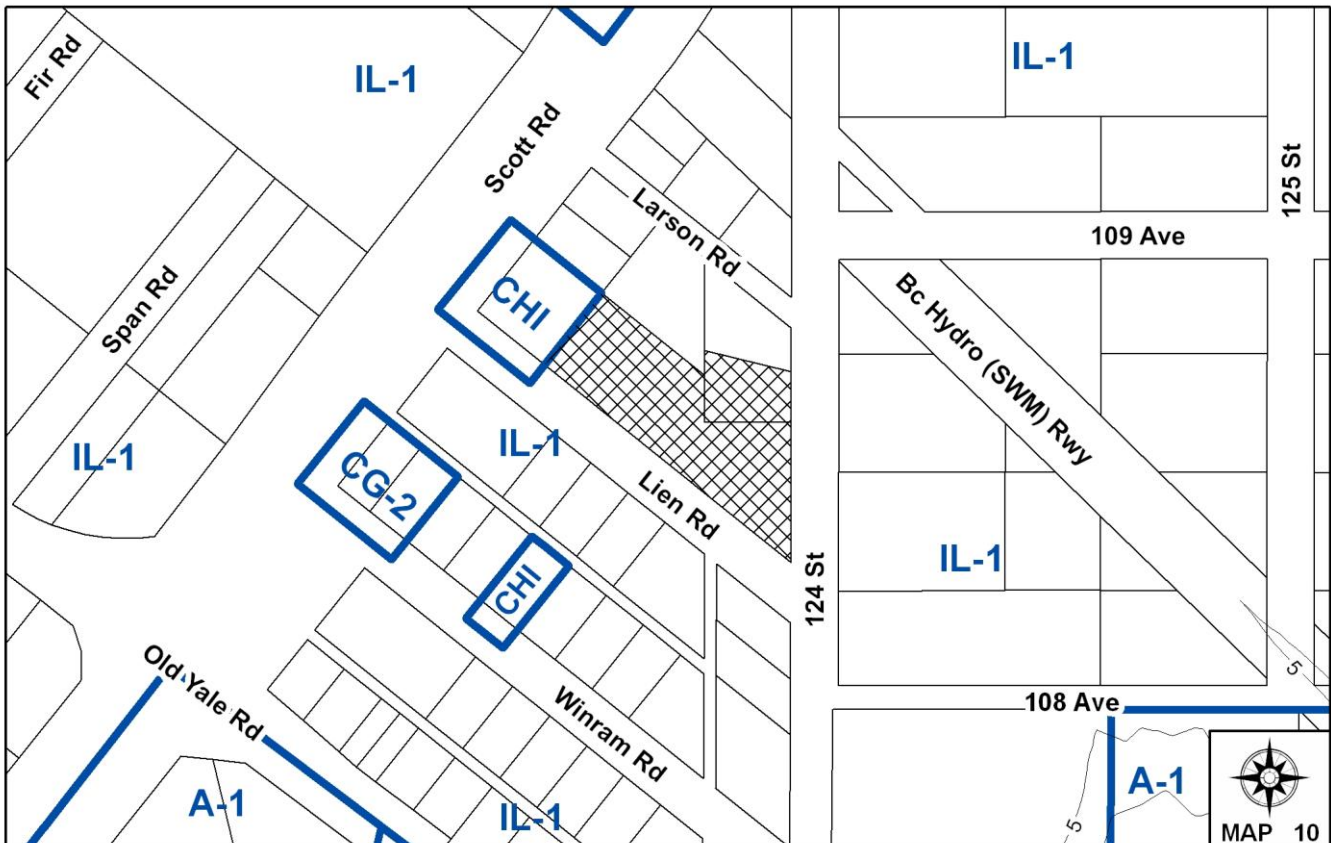 Fir Rd
IL-1
IL-1
Scott Rd
125 St
Larson Rd
109 Ave
Span Rd
CHI
Bc Hydro (SWM) Rwy
IL-1
IL-1
CG-2
Lien Rd
CHI
IL-1
124 St
5
Old Yale Rd
Winram Rd
108 Ave
A-1
A-1
IL-1
5
MAP 10